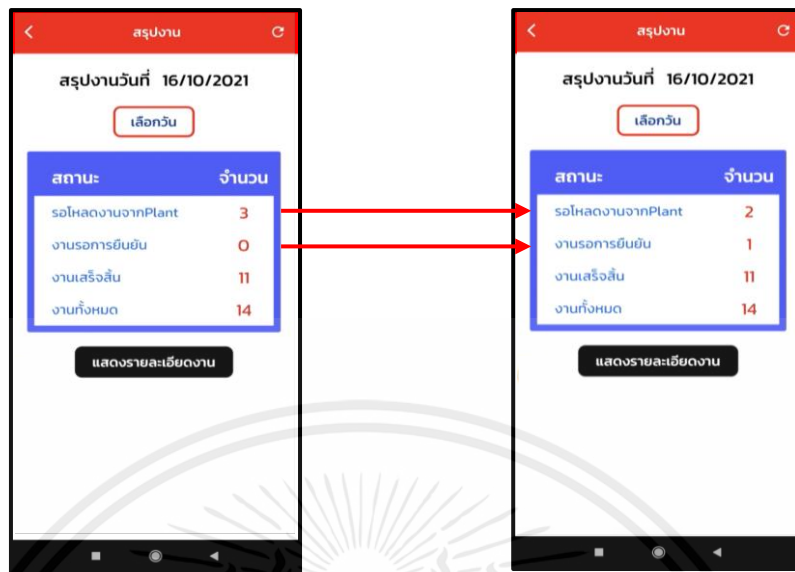 สรุปงาน
สรุปงานวันที่ 16/10/2021
เลือกวัน
สถานะ จำนวน
รอโหลดงานจากPlant 3
งานรอการยืนยัน 0
งานเสร็จสิ้น 11
งานทั้งหมด 14
แสดงรายละเอียดงาน
สรุปงาน
สรุปงานวันที่ 16/10/2021
เลือกวัน
สถานะ จำนวน
รอโหลดงานจากPlant 2
งานรอการยืนยัน 1
งานเสร็จสิ้น 11
งานทั้งหมด 14
แสดงรายละเอียดงาน